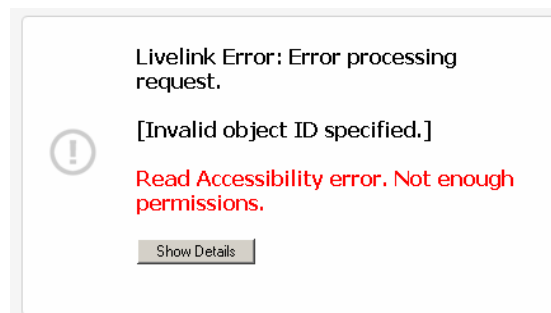 Livelink Error: Error processing
request.
[Invalid object ID specified.]
Read Accessibility error. Not enough
permissions.
Show Details